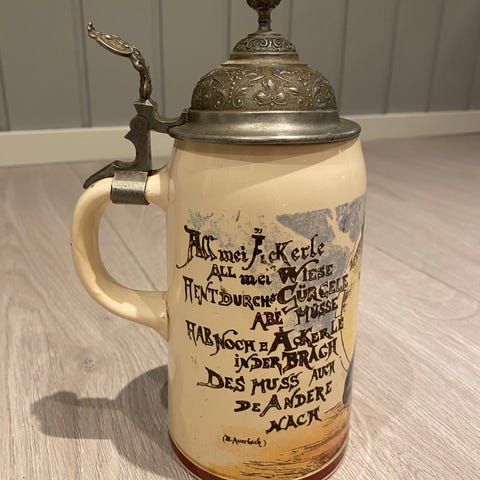 All mei Äckerle
ALL mei WIESE
HENT DURCHS GÜRGELE
ABE MÜSSE
HAB NOCH E ÄCKERLE
IN DER BRACH
DES MUSS AUCH
DE ANDERE
NACH
(B. Auerbach)